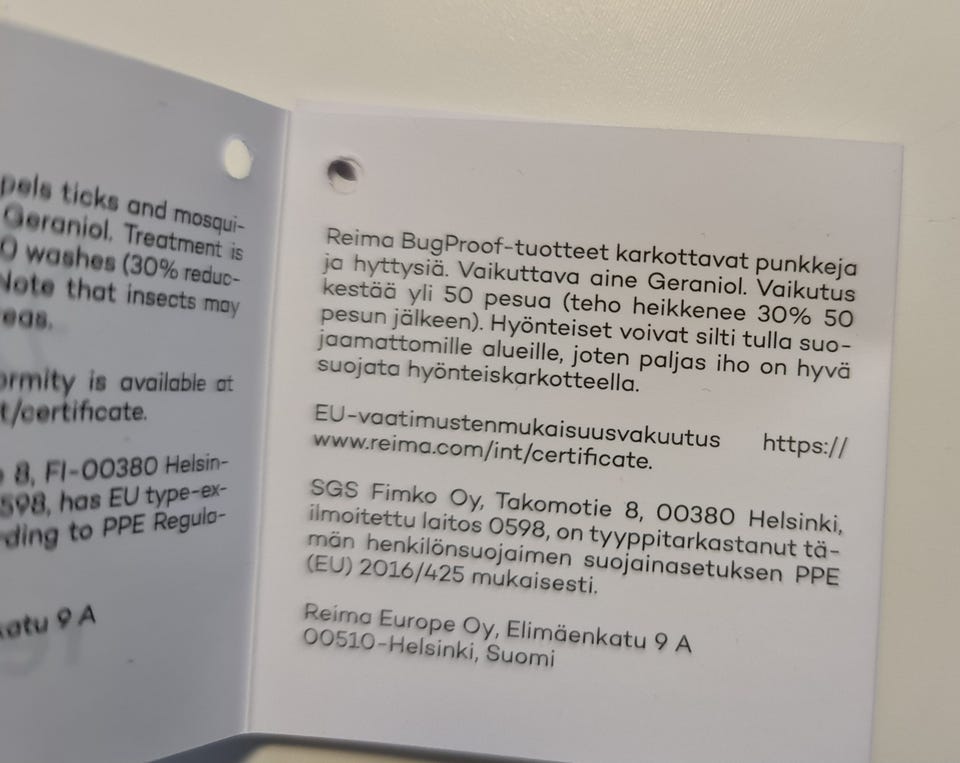 pels ticks and mosqui-
Geraniol. Treatment is
0 washes (30% reduc-
Note that insects may
eas.
ormity is available at
t/certificate.
8, FI-00380 Helsin-
598, has EU type-ex-
ding to PPE Regula-
katu 9 A
Reima BugProof-tuotteet karkottavat punkkeja
ja hyttysiä. Vaikuttava aine Geraniol. Vaikutus
kestää yli 50 pesua (teho heikkenee 30% 50
pesun jälkeen). Hyönteiset voivat silti tulla suo-
jaamattomille alueille, joten paljas iho on hyvä
suojata hyönteiskarkotteella.
EU-vaatimustenmukaisuusvakuutus https://
www.reima.com/int/certificate.
SGS Fimko Oy, Takomotie 8, 00380 Helsinki,
ilmoitettu laitos 0598, on tyyppitarkastanut tä-
män henkilönsuojaimen suojainasetuksen PPE
(EU) 2016/425 mukaisesti.
Reima Europe Oy, Elimäenkatu 9 A
00510-Helsinki, Suomi